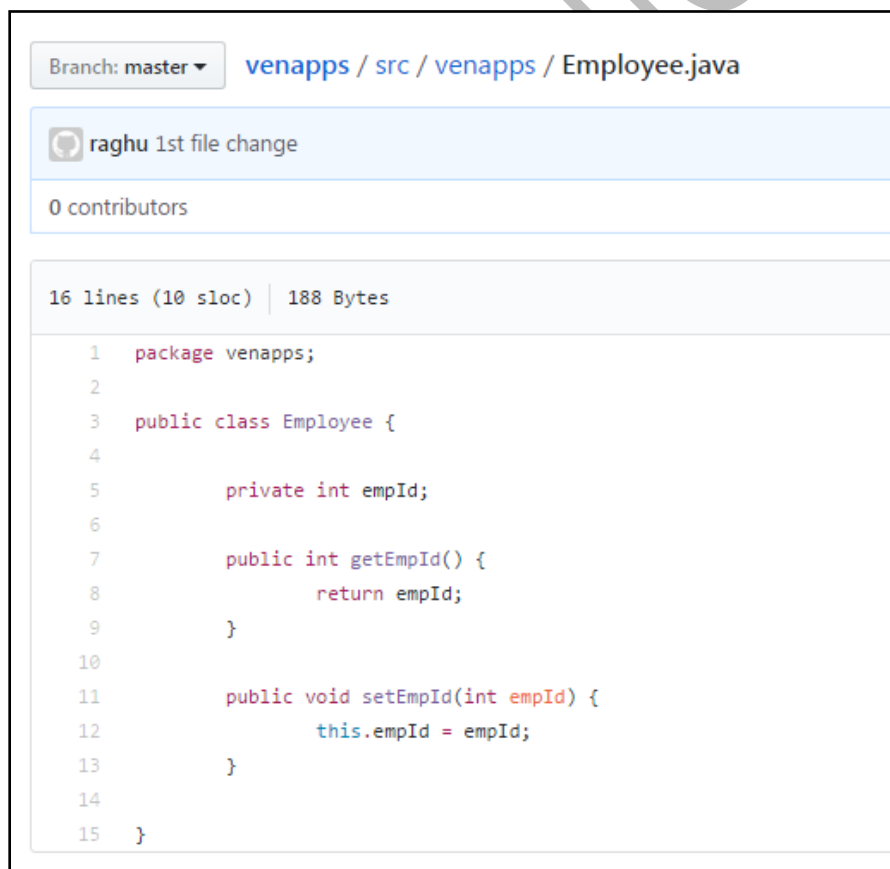 Branch: master venapps / src / venapps / Employee.java
raghu 1st file change
0 contributors
16 lines (10 sloc) 188 Bytes
1 package venapps;
2
3 public class Employee {
4
5 private int empId;
6
7 public int getEmpId() {
8 return empId;
9 }
10
11 public void setEmpId(int empId) {
12 this.empId = empId;
13 }
14
15 }